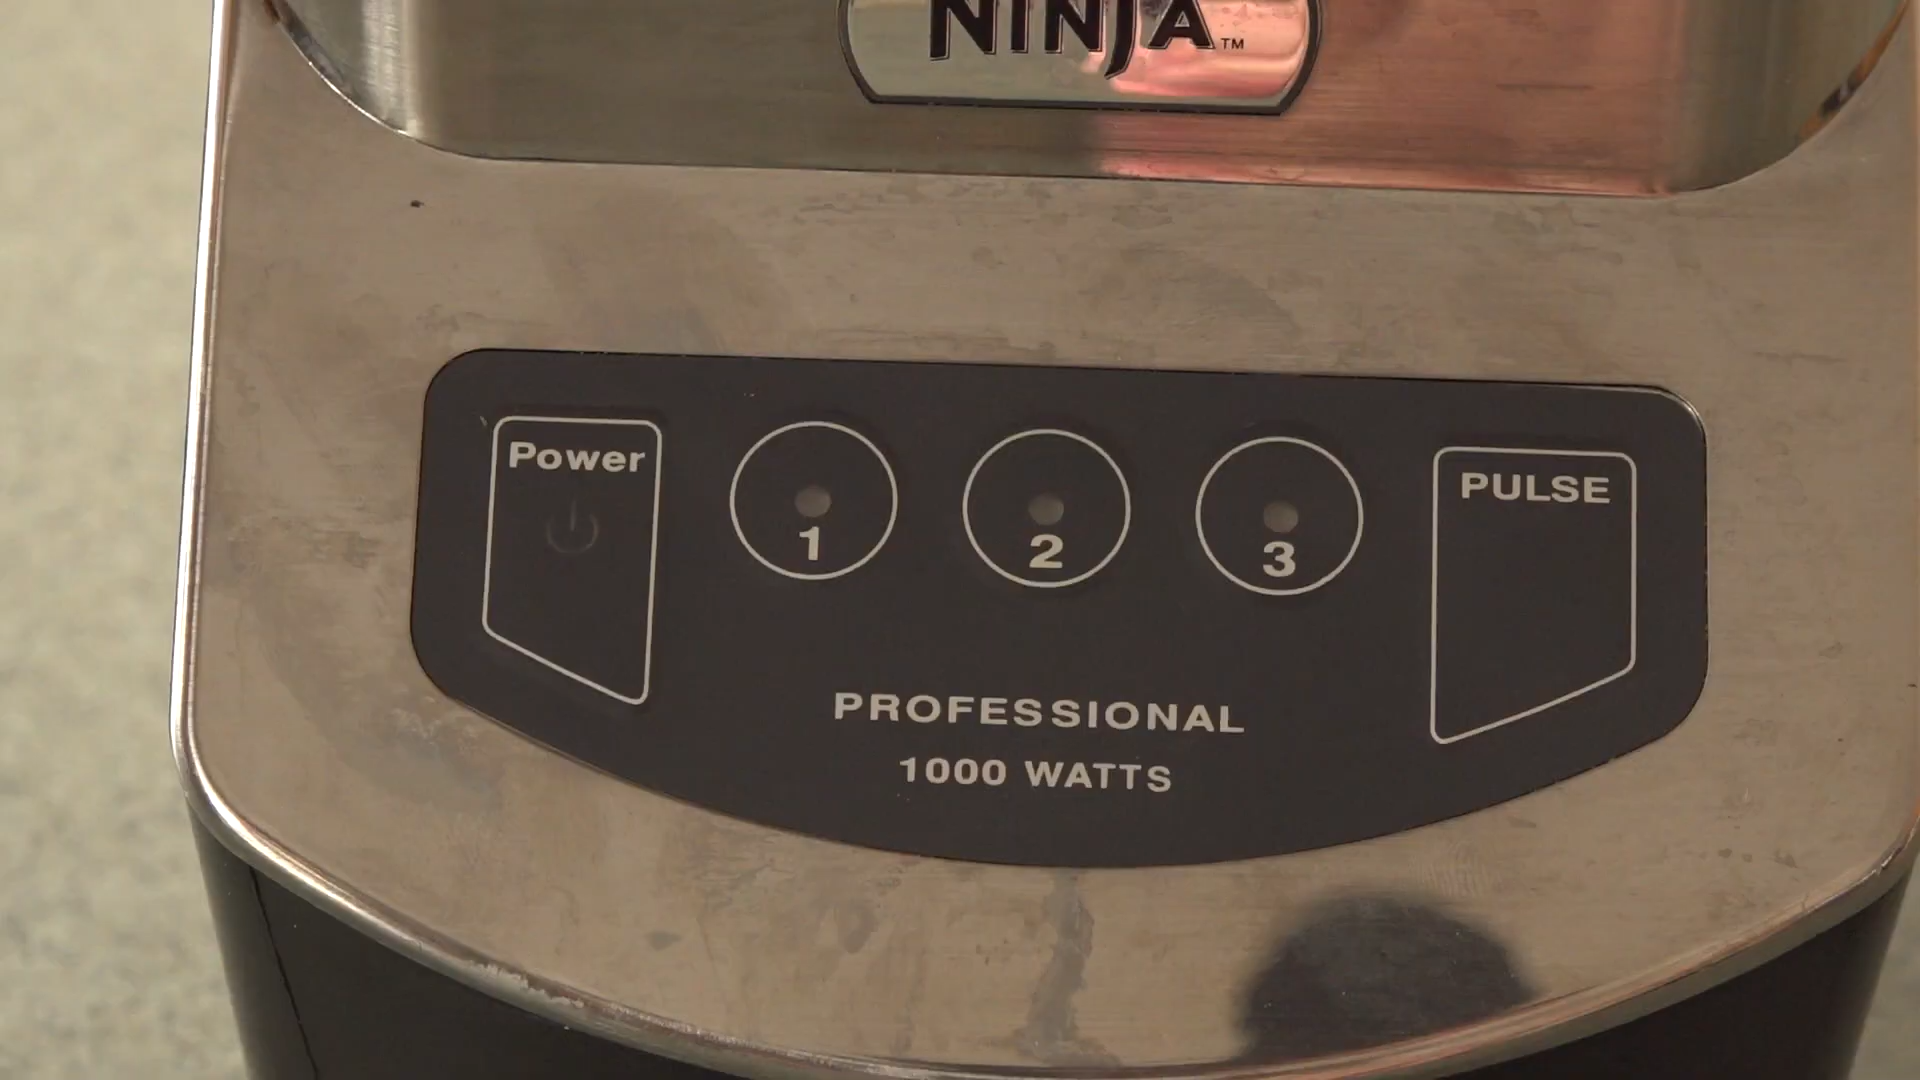 NINJA™
Power
1
2
3
PULSE
PROFESSIONAL
1000 WATTS